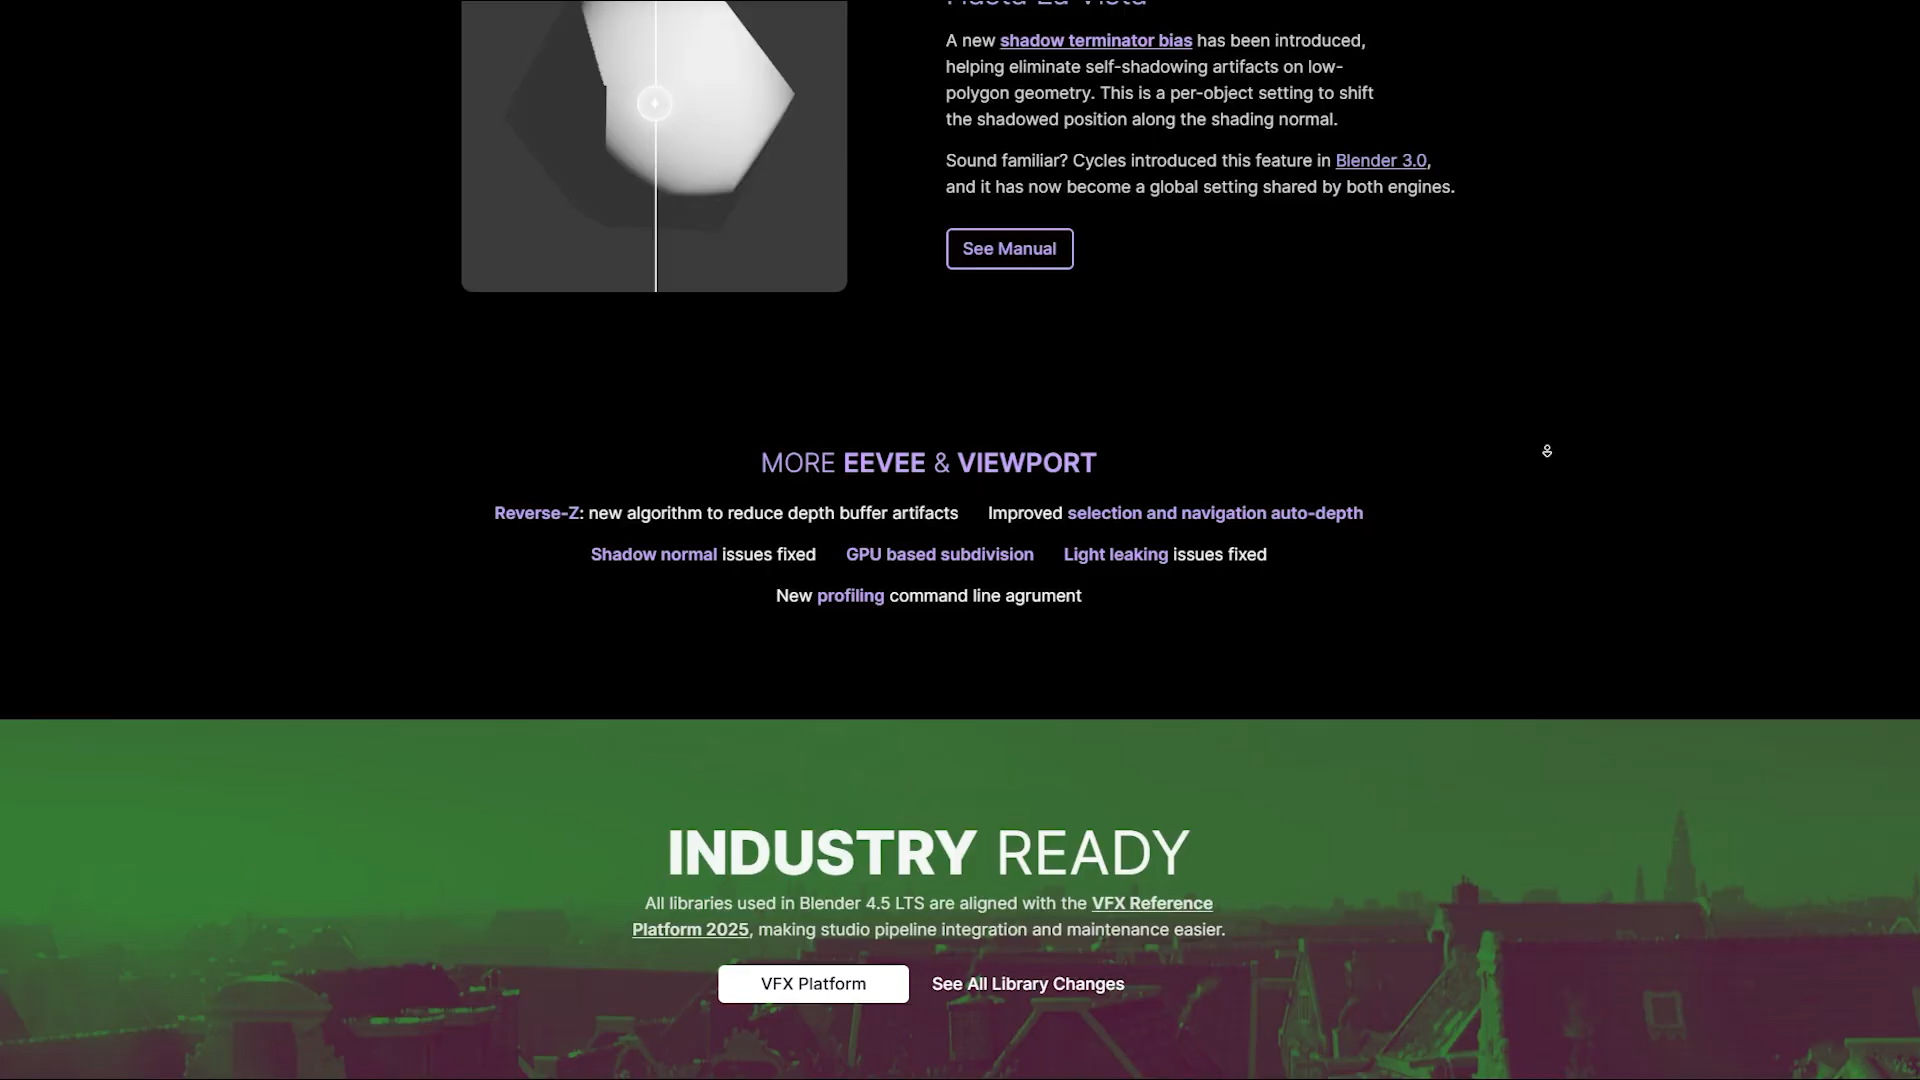 A new shadow terminator bias has been introduced,
helping eliminate self-shadowing artifacts on low-
polygon geometry. This is a per-object setting to shift
the shadowed position along the shading normal.
Sound familiar? Cycles introduced this feature in Blender 3.0,
and it has now become a global setting shared by both engines.
See Manual
MORE EEVEE & VIEWPORT
Reverse-Z: new algorithm to reduce depth buffer artifacts Improved selection and navigation auto-depth
Shadow normal issues fixed GPU based subdivision Light leaking issues fixed
New profiling command line agrument
INDUSTRY READY
All libraries used in Blender 4.5 LTS are aligned with the VFX Reference
Platform 2025, making studio pipeline integration and maintenance easier.
VFX Platform See All Library Changes